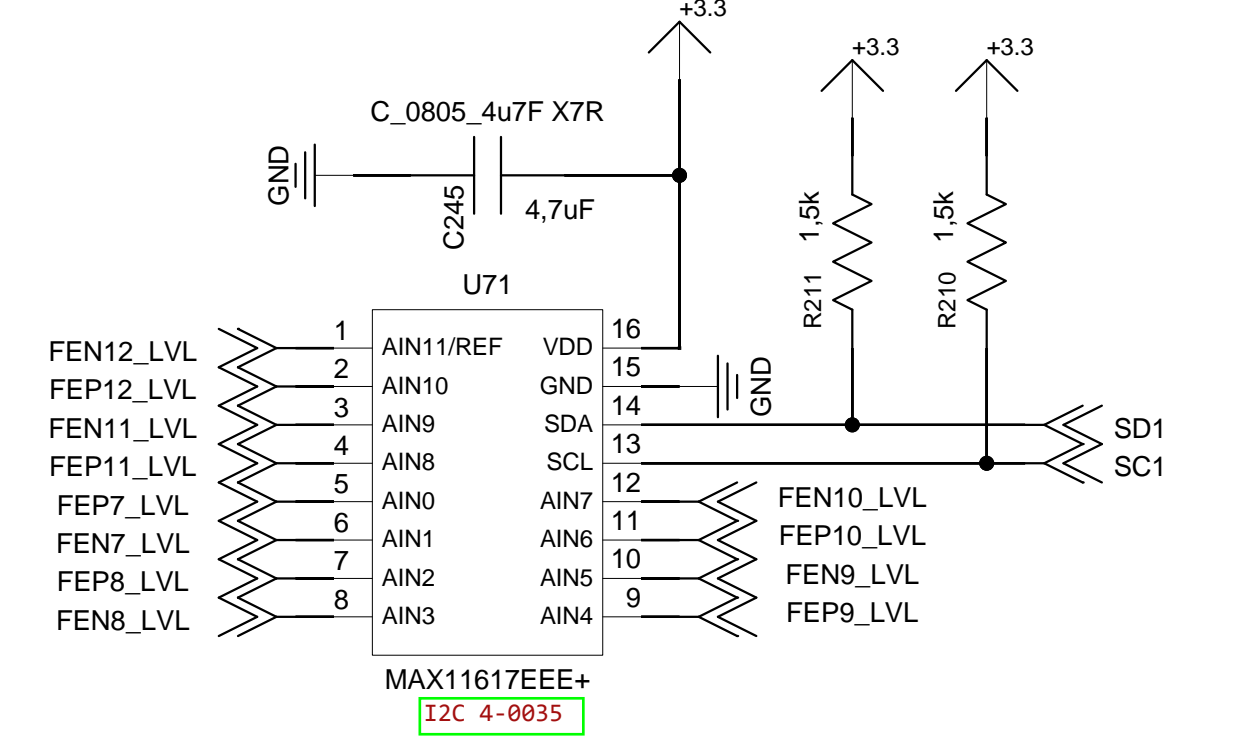 +3.3
+3.3
+3.3
C_0805_4u7F X7R
GND
C245
4,7uF
1,5k
1,5k
R211
R210
U71
FEN12_LVL 1 AIN11/REF VDD 16
FEP12_LVL 2 AIN10 GND 15 GND
FEN11_LVL 3 AIN9 SDA 14 SD1
FEP11_LVL 4 AIN8 SCL 13 SC1
FEP7_LVL 5 AIN0 AIN7 12 FEN10_LVL
FEN7_LVL 6 AIN1 AIN6 11 FEP10_LVL
FEP8_LVL 7 AIN2 AIN5 10 FEN9_LVL
FEN8_LVL 8 AIN3 AIN4 9 FEP9_LVL
MAX11617EEE+
I2C 4-0035